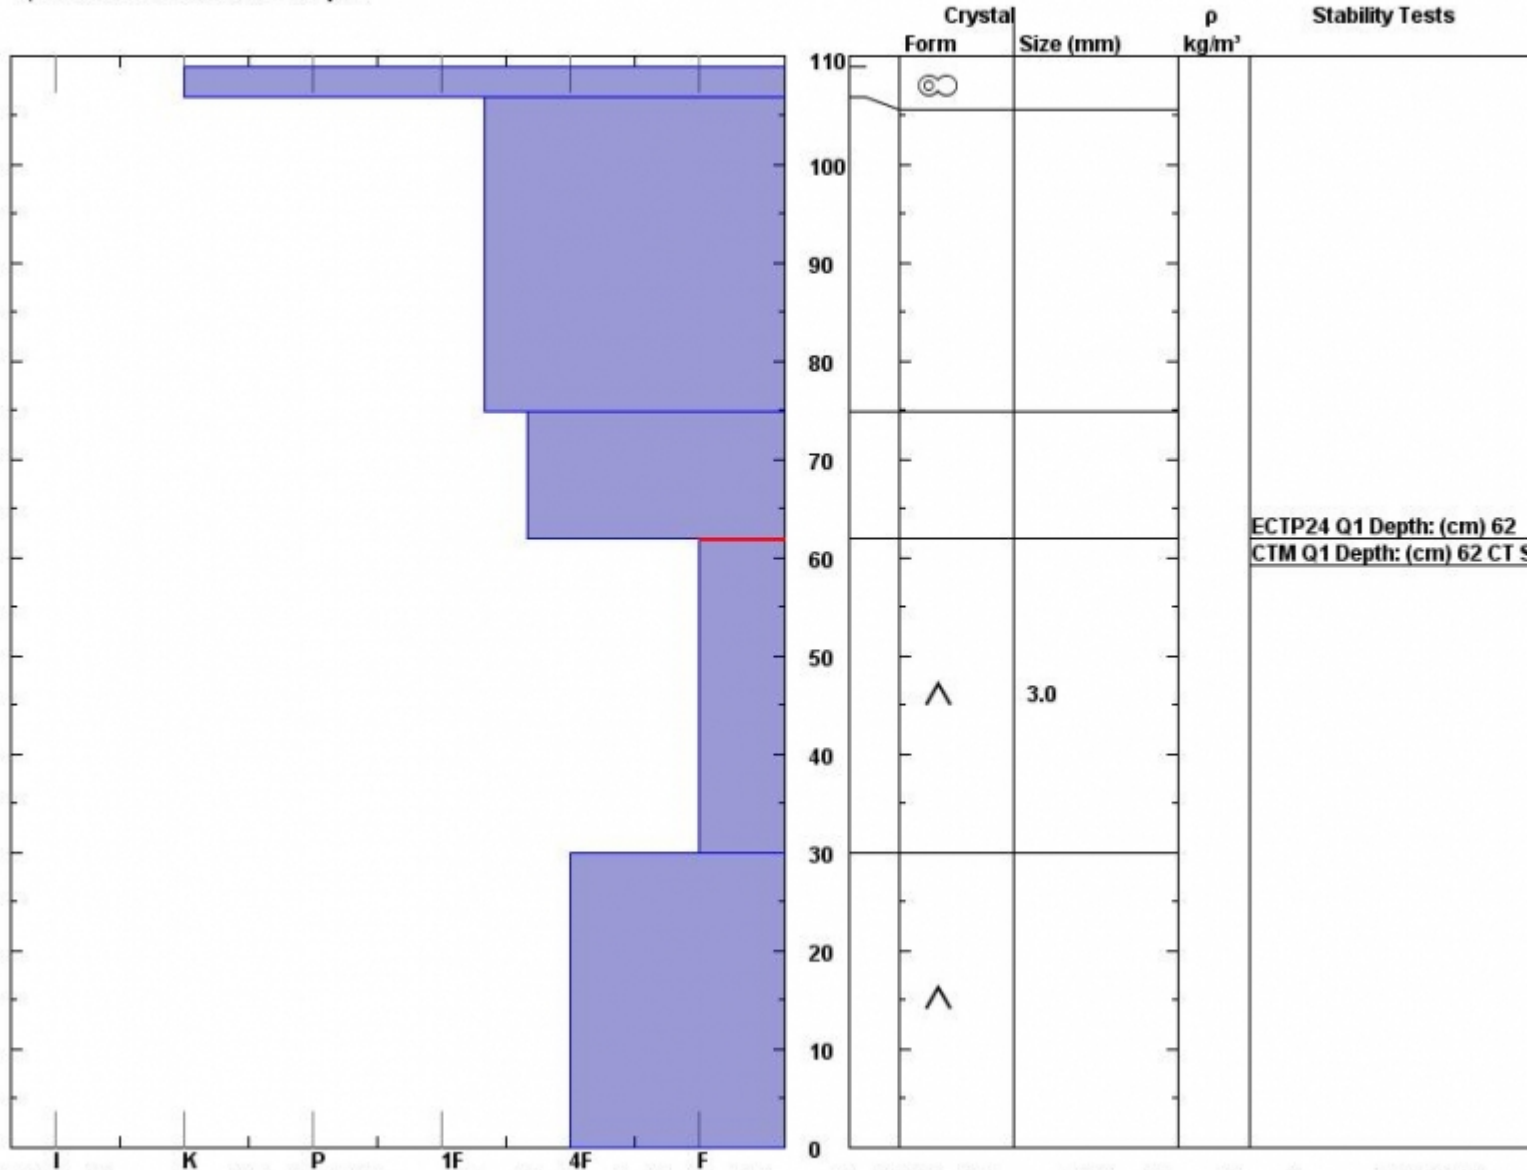 Crystal ρ Stability Tests
Form Size (mm) kg/m³
110
100
90
80
70
ECTP24 Q1 Depth: (cm) 62
60
CTM Q1 Depth: (cm) 62 CT S
50
3.0
40
30
20
10
0
I K P 1F 4F F